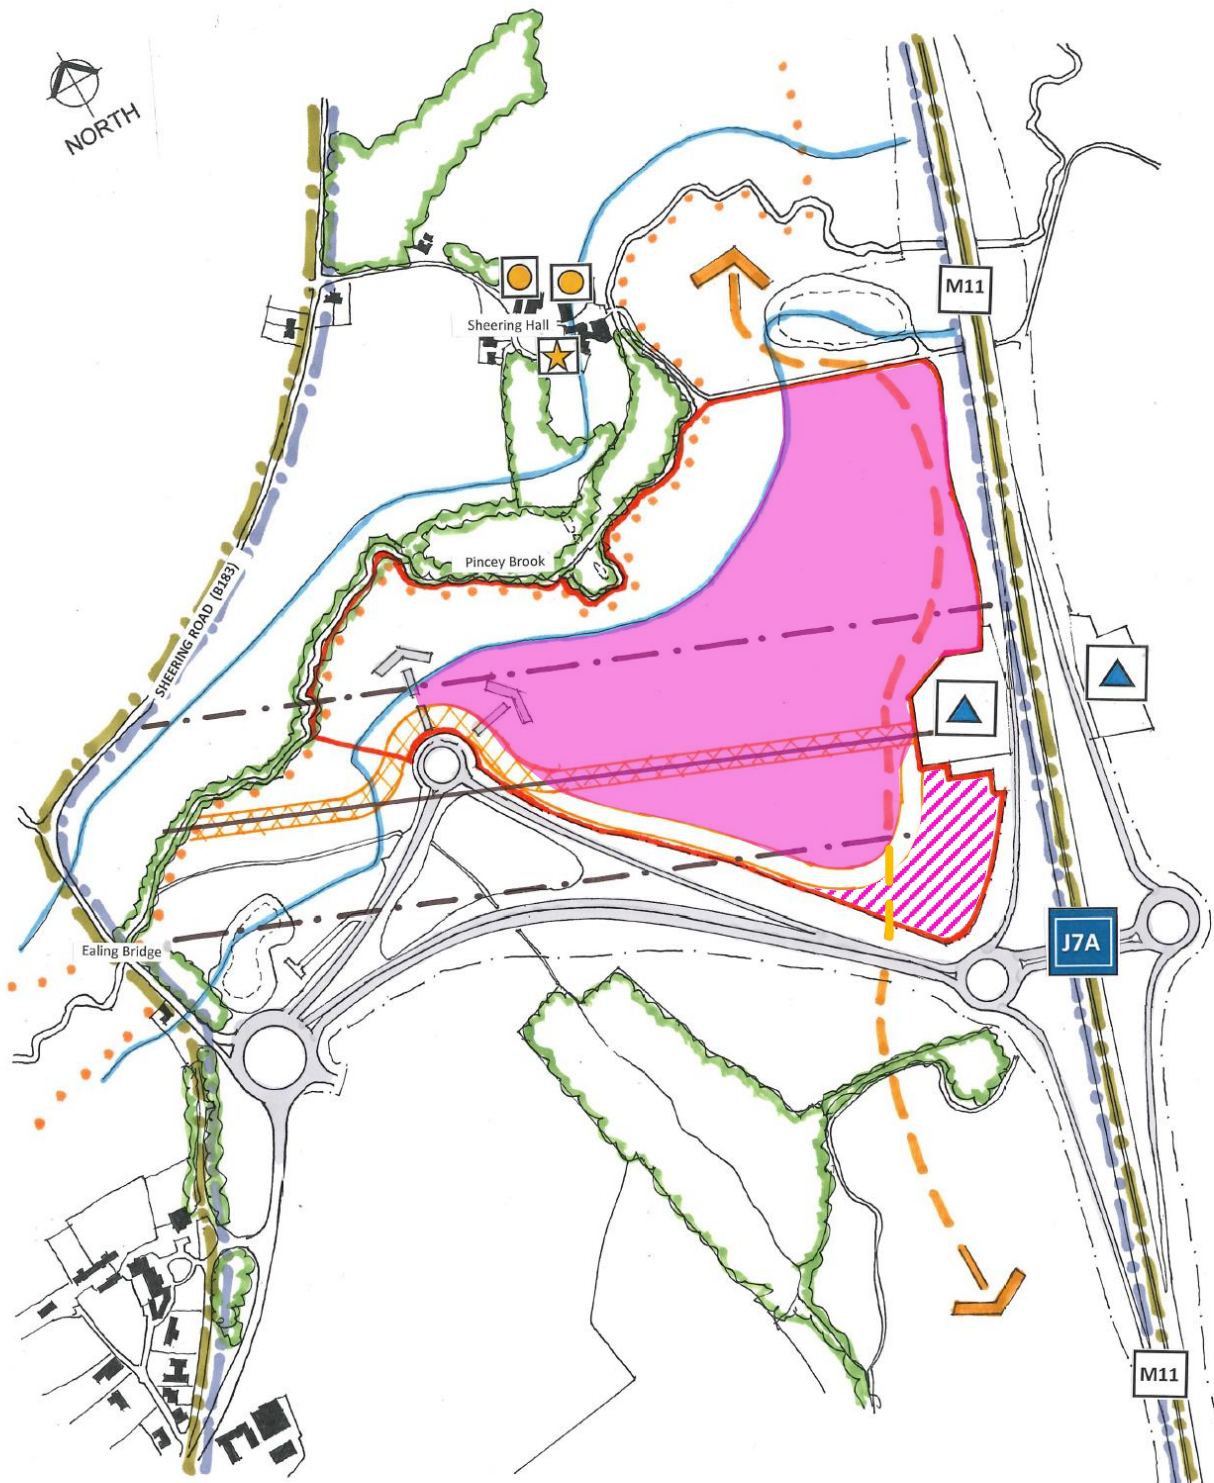 NORTH
M11
Sheering Hall
Pincey Brook
SHEERING ROAD (B183)
J7A
Ealing Bridge
M11